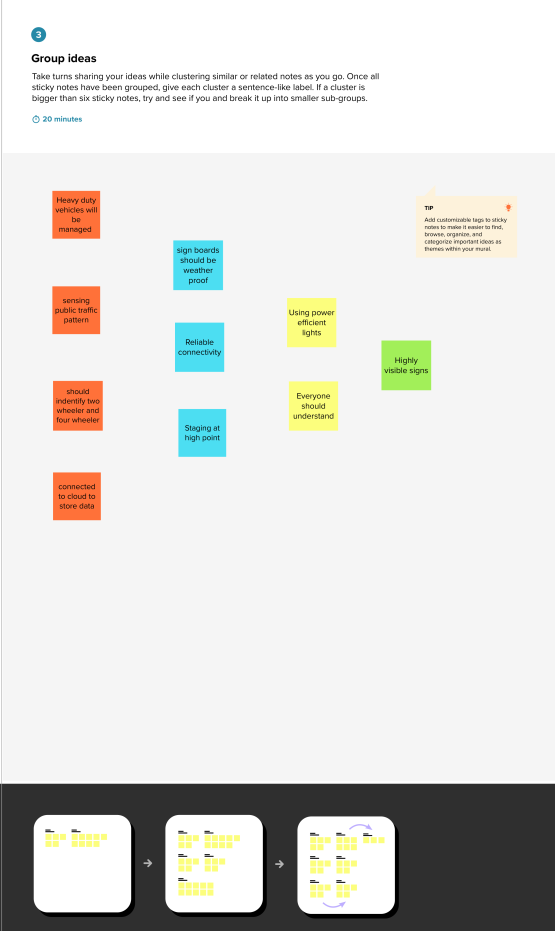 3
Group ideas
Take turns sharing your ideas while clustering similar or related notes as you go. Once all
sticky notes have been grouped, give each cluster a sentence-like label. If a cluster is
bigger than six sticky notes, try and see if you and break it up into smaller sub-groups.
20 minutes
TIP
Add customizable tags to sticky
notes to make it easier to find,
browse, organize, and
categorize important ideas as
themes within your mural.
Heavy duty
vehicles will
be
managed
sensing
public traffic
pattern
should
indentify two
wheeler and
four wheeler
connected
to cloud to
store data
sign boards
should be
weather
proof
Reliable
connectivity
Staging at
high point
Using power
efficient
lights
Everyone
should
understand
Highly
visible signs